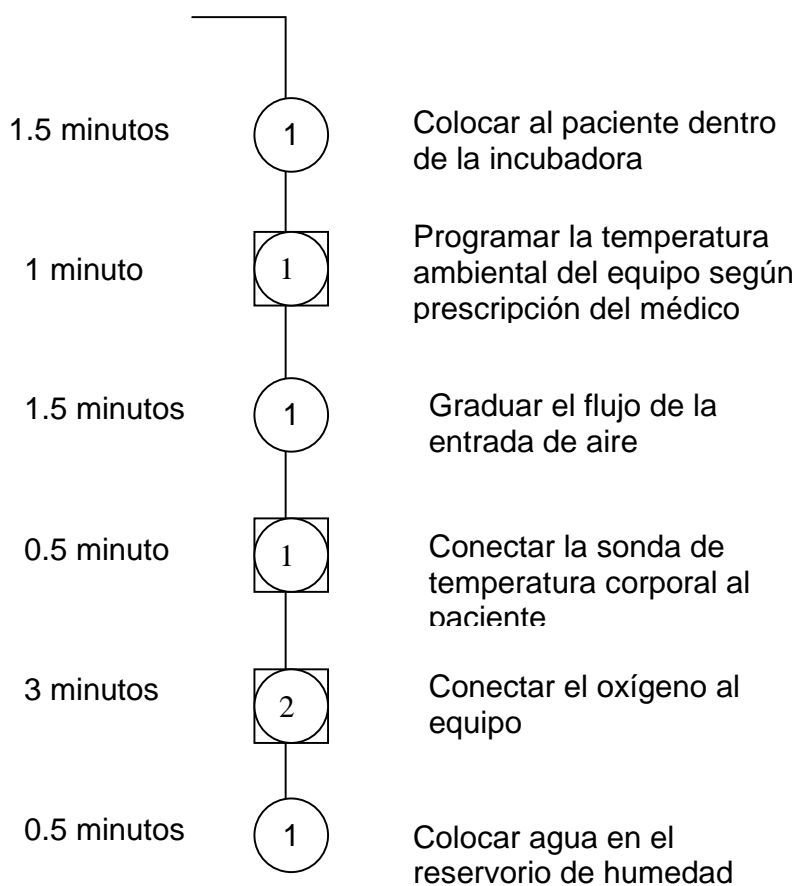 1.5 minutos
1
Colocar al paciente dentro
de la incubadora
1 minuto
1
Programar la temperatura
ambiental del equipo según
prescripción del médico
1.5 minutos
1
Graduar el flujo de la
entrada de aire
0.5 minuto
1
Conectar la sonda de
temperatura corporal al
paciente
3 minutos
2
Conectar el oxígeno al
equipo
0.5 minutos
1
Colocar agua en el
reservorio de humedad